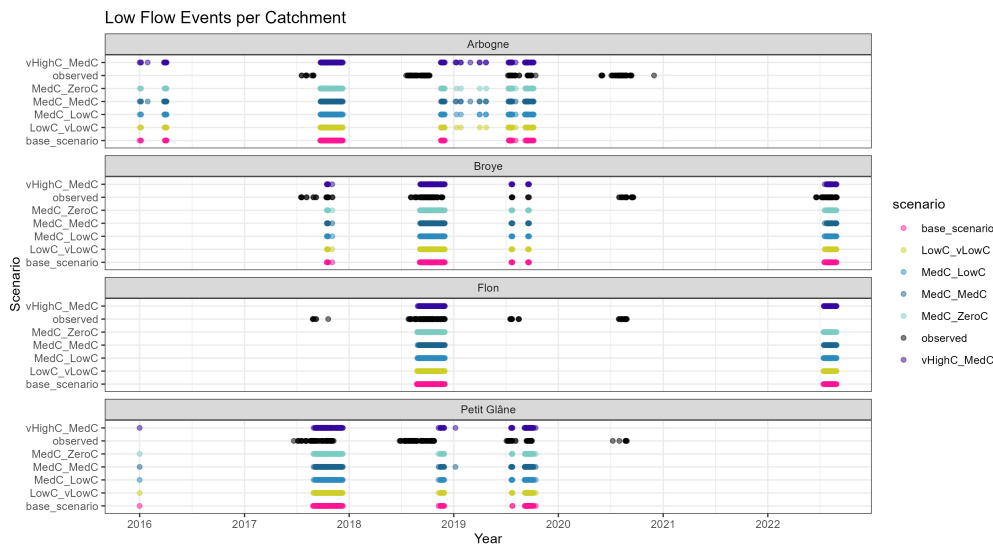 Low Flow Events per Catchment
Arbogne
vHighC_MedC
observed
MedC_ZeroC
MedC_MedC
MedC_LowC
LowC_vLowC
base_scenario
Broye
vHighC_MedC
observed
MedC_ZeroC
MedC_MedC
MedC_LowC
LowC_vLowC
base_scenario
Flon
vHighC_MedC
observed
MedC_ZeroC
MedC_MedC
MedC_LowC
LowC_vLowC
base_scenario
Petit Glâne
vHighC_MedC
observed
MedC_ZeroC
MedC_MedC
MedC_LowC
LowC_vLowC
base_scenario
2016 2017 2018 2019 2020 2021 2022
Year
Scenario
scenario
base_scenario
LowC_vLowC
MedC_LowC
MedC_MedC
MedC_ZeroC
observed
vHighC_MedC